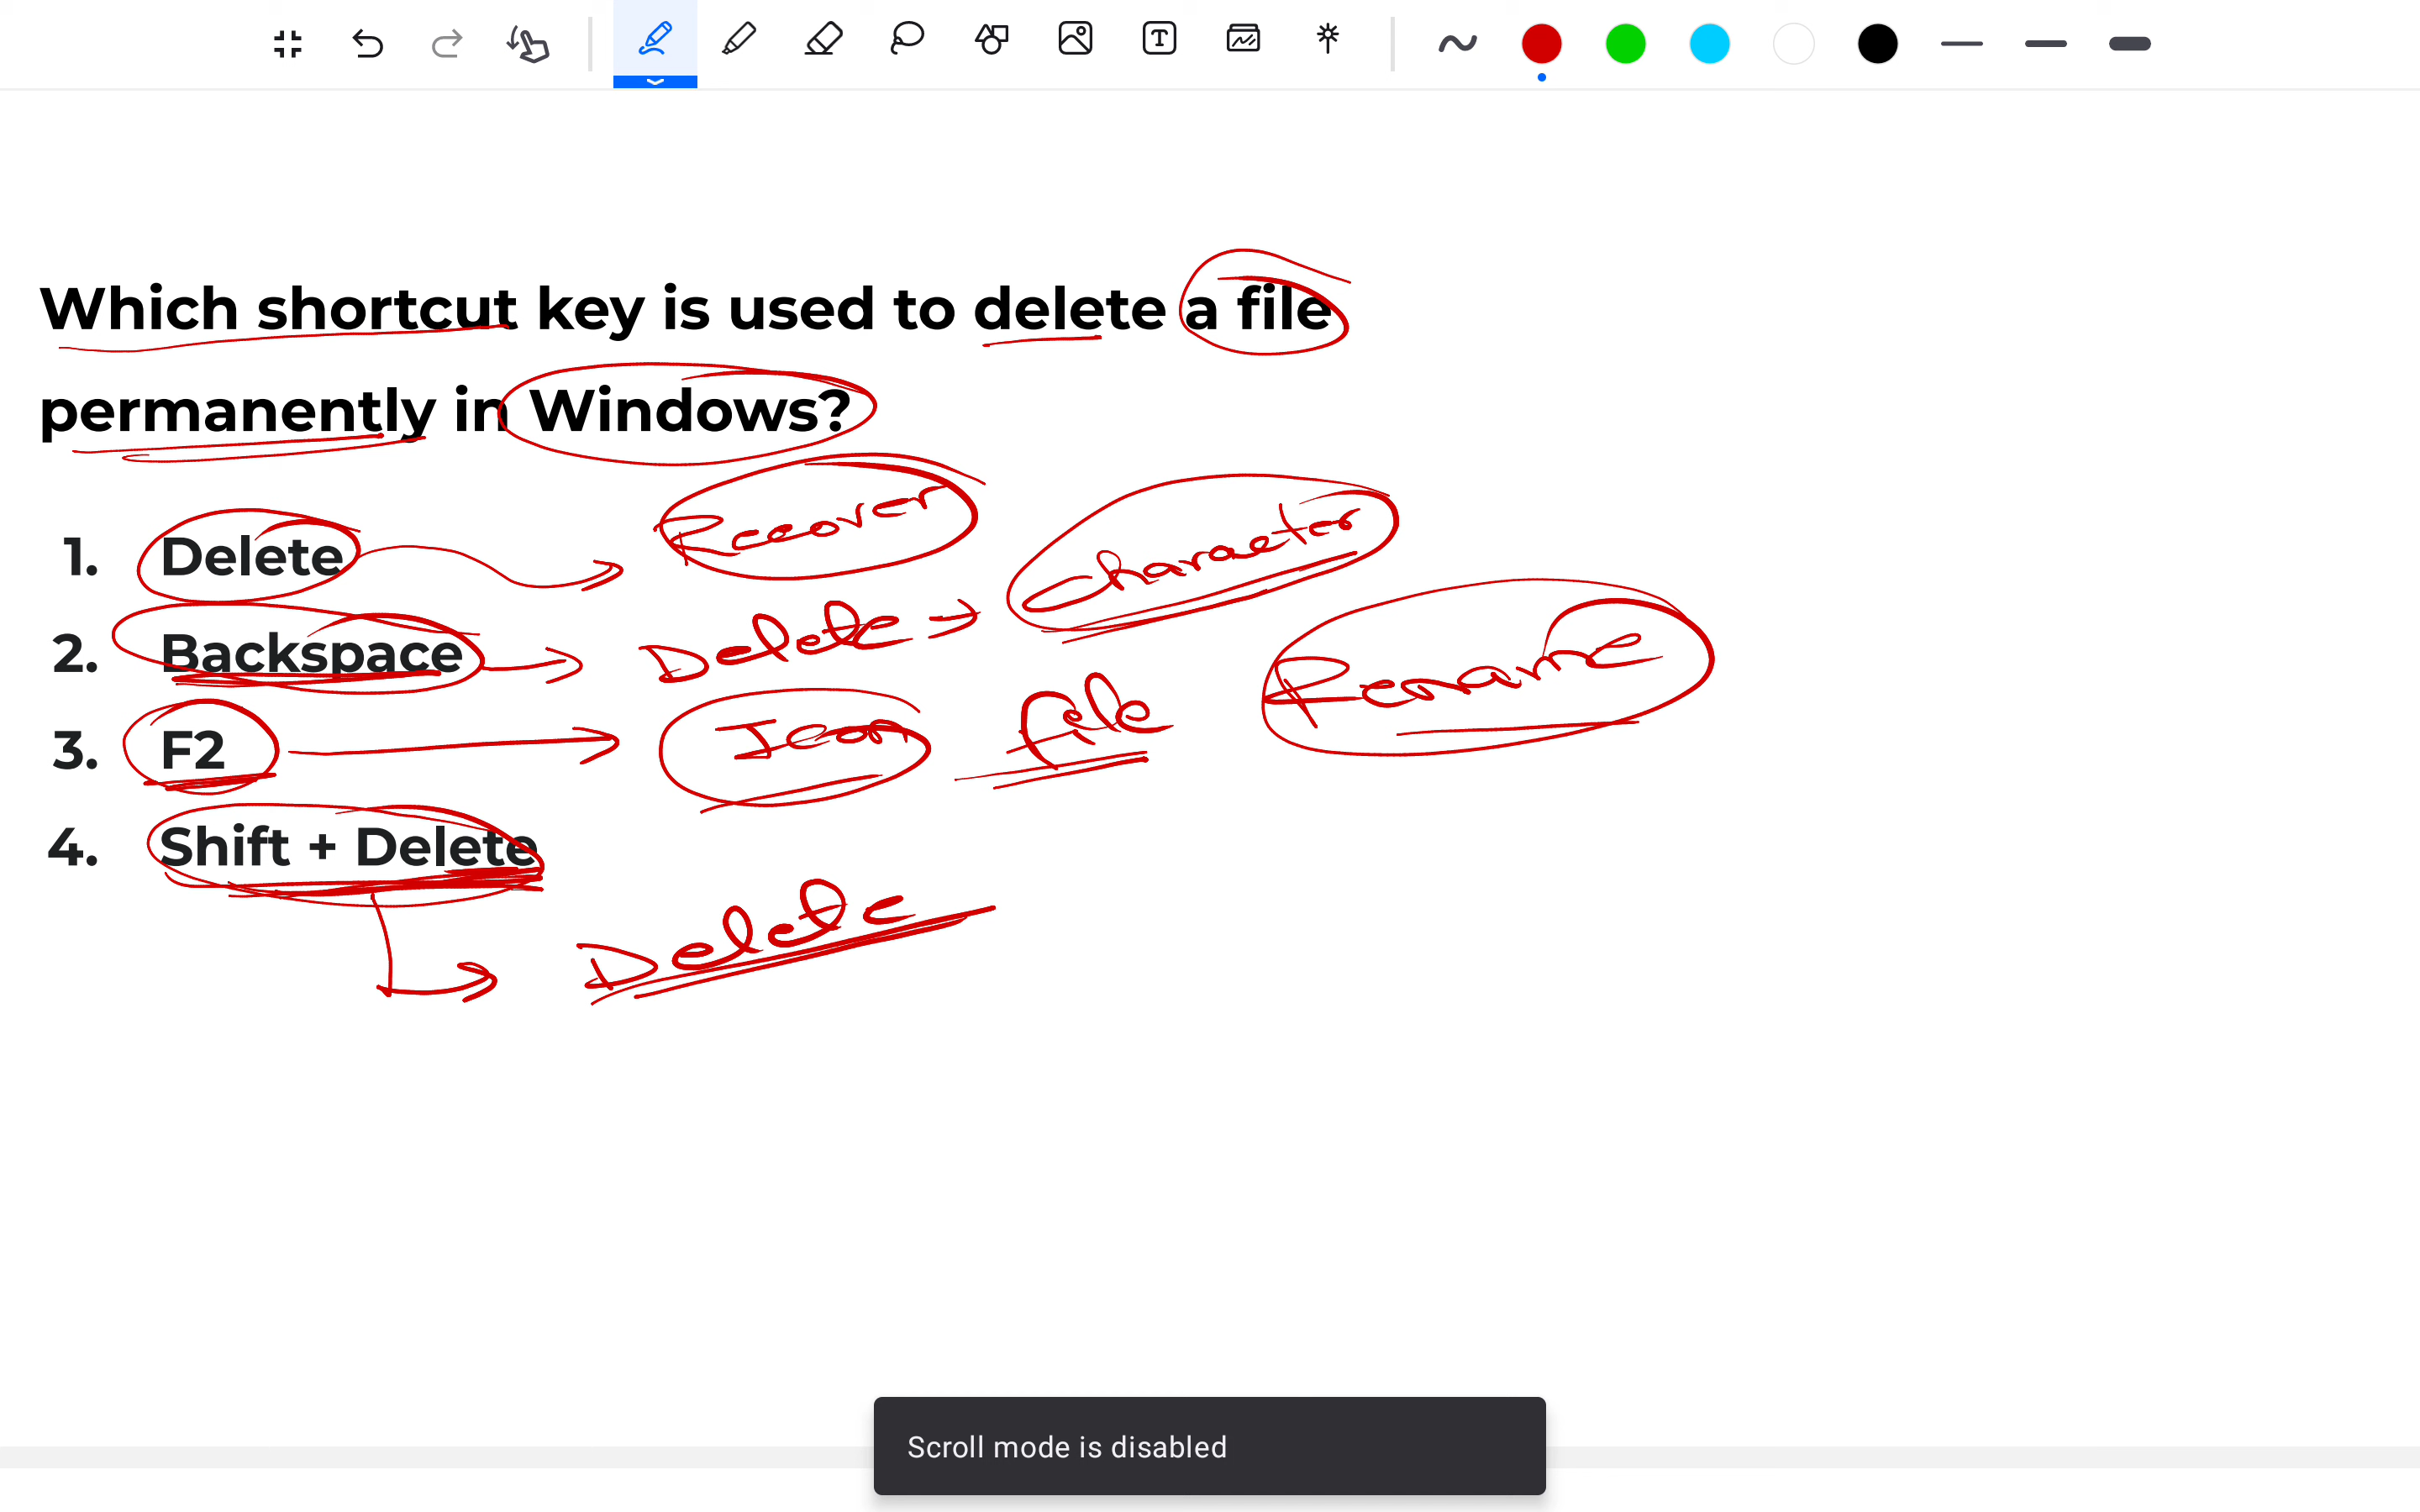 Which shortcut key is used to delete a file
permanently in Windows?
Recover
1. Delete
Character
2. Backspace
Delete →
Rename
3. F2
Icon file
4. Shift + Delete
Delete
Scroll mode is disabled